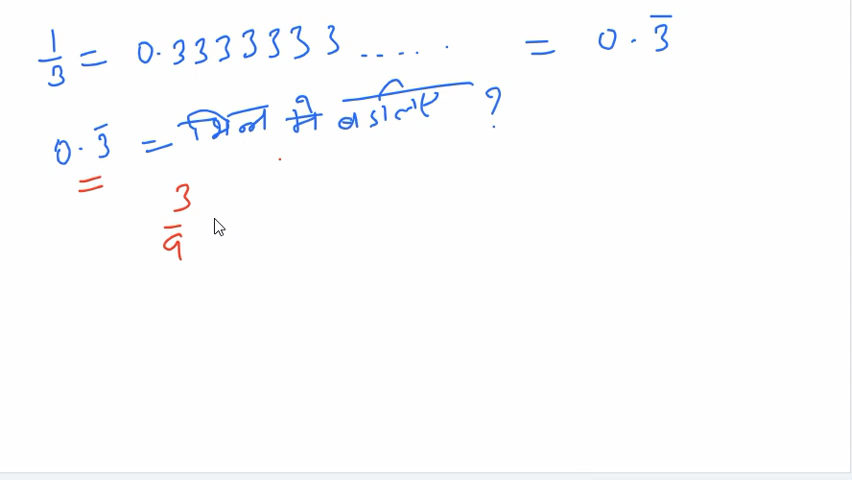 1/3 = 0.3333333..... = 0.3̅
0.3̅ = भिन्न मे बदलिए ?
= 3/9